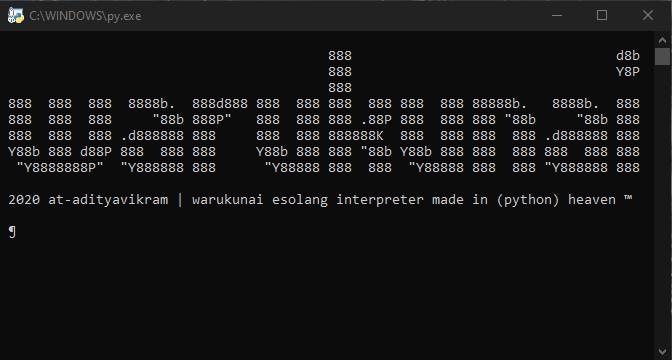 C:\WINDOWS\py.exe
                                        888                                 d8b
                                        888                                 Y8P
                                        888
888  888  888  8888b.  888d888 888  888 888  888 888  888 88888b.   8888b.  888
888  888  888     "88b 888P"   888  888 888 .88P 888  888 888 "88b     "88b 888
888  888  888 .d888888 888     888  888 888888K  888  888 888  888 .d888888 888
Y88b 888 d88P 888  888 888     Y88b 888 888 "88b Y88b 888 888  888 888  888 888
 "Y8888888P"  "Y888888 888      "Y88888 888  888  "Y88888 888  888 "Y888888 888
2020 at-adityavikram | warukunai esolang interpreter made in (python) heaven ™
¶